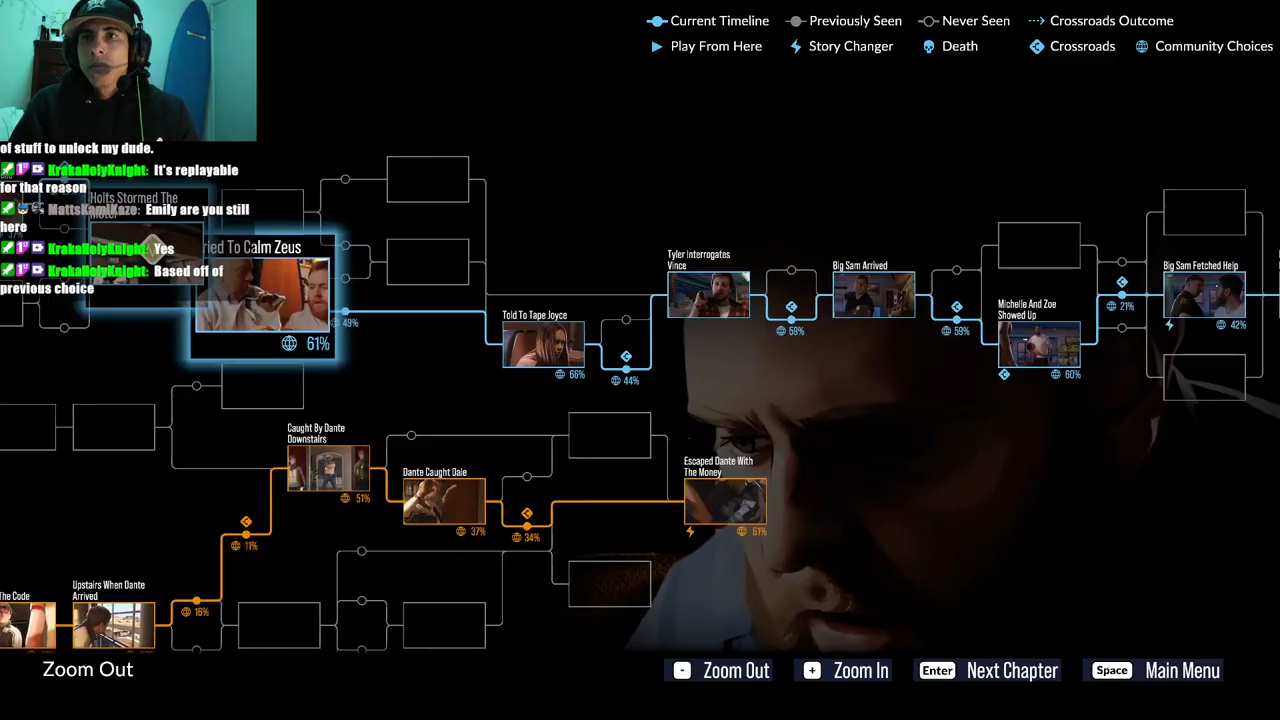 Current Timeline
Previously Seen
Never Seen
Crossroads Outcome
Play From Here
Story Changer
Death
Crossroads
Community Choices
of stuff to unlock my dude.
KrakaHolyKnight: It's replayable
for that reason
MattsKamiKaze: Emily are you still
here
KrakaHolyKnight: Yes
KrakaHolyKnight: Based off of
previous choice
Holts Stormed The
ried To Calm Zeus
61%
49%
Told To Tape Joyce
66%
44%
Tyler Interrogates
Vince
59%
Big Sam Arrived
59%
Michelle And Zoe
Showed Up
60%
21%
Big Sam Fetched Help
42%
Caught By Dante
Downstairs
51%
Dante Caught Dale
37%
34%
Escaped Dante With
The Money
61%
11%
The Code
Upstairs When Dante
Arrived
16%
Zoom Out
- Zoom Out
+ Zoom In
Enter Next Chapter
Space Main Menu